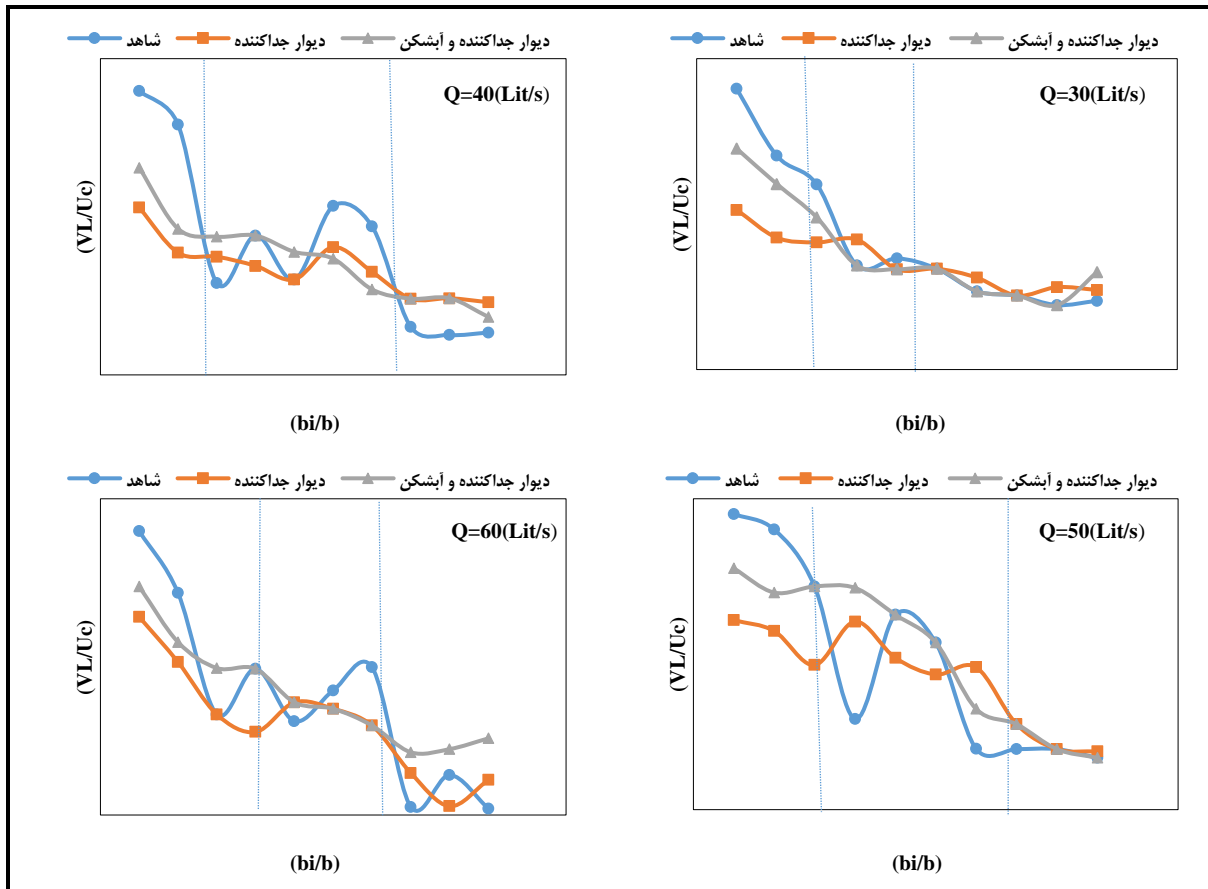 شاهد دیوار جداکننده دیوار جداکننده و آبشکن
Q=40(Lit/s)
(VL/Uc)
(bi/b)
شاهد دیوار جداکننده دیوار جداکننده و آبشکن
Q=30(Lit/s)
(VL/Uc)
(bi/b)
شاهد دیوار جداکننده دیوار جداکننده و آبشکن
Q=60(Lit/s)
(VL/Uc)
(bi/b)
شاهد دیوار جداکننده دیوار جداکننده و آبشکن
Q=50(Lit/s)
(VL/Uc)
(bi/b)